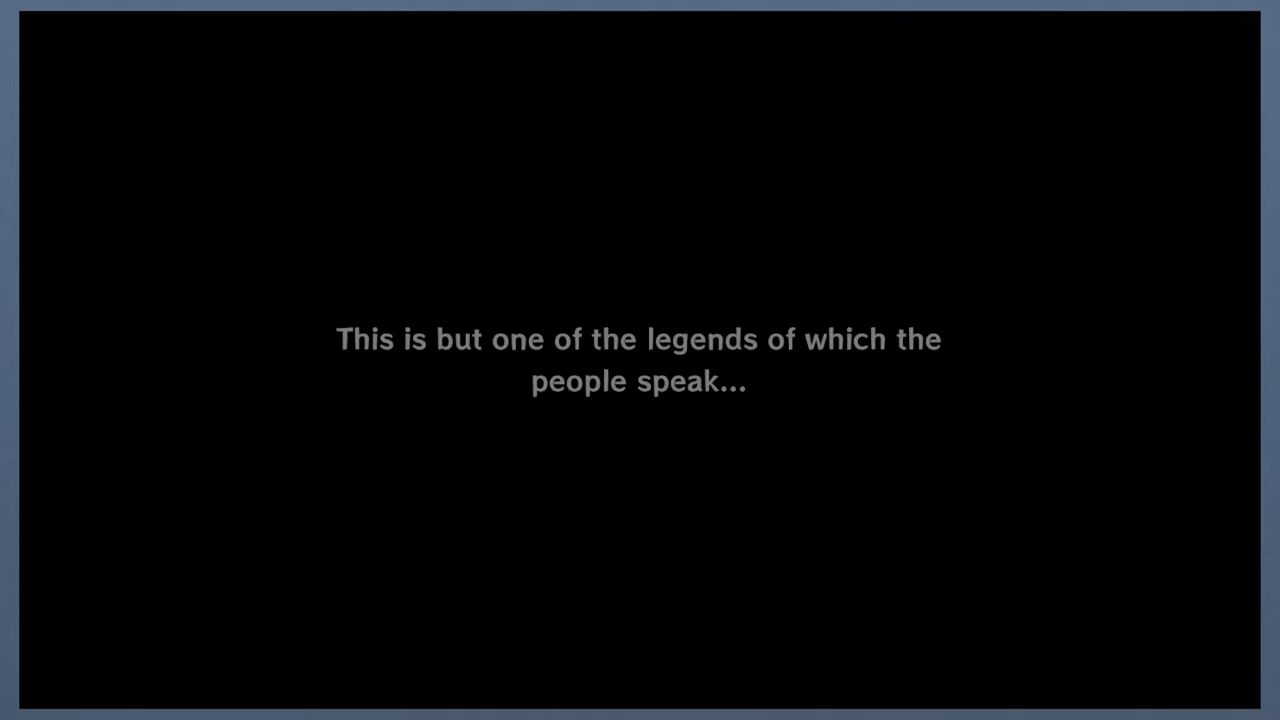 This is but one of the legends of which the
people speak...